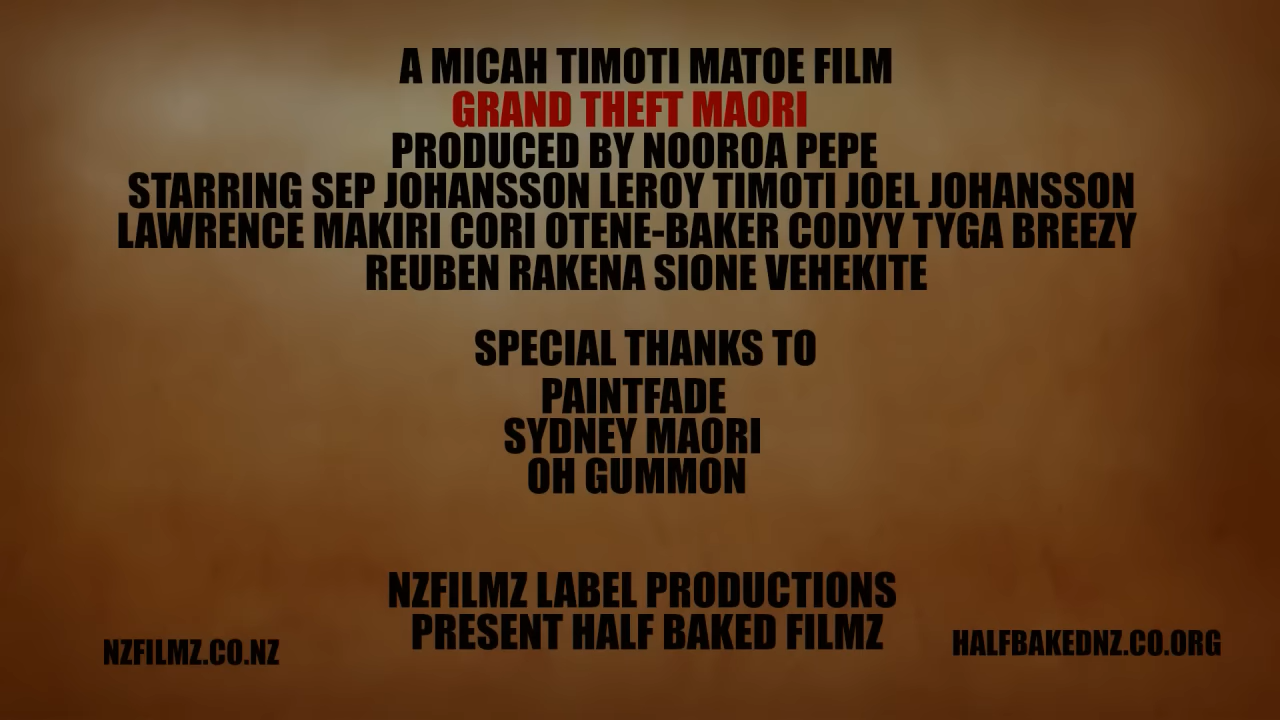 A MICAH TIMOTI MATOE FILM
GRAND THEFT MAORI
PRODUCED BY NOOROA PEPE
STARRING SEP JOHANSSON LEROY TIMOTI JOEL JOHANSSON
LAWRENCE MAKIRI CORI OTENE-BAKER CODYY TYGA BREEZY
REUBEN RAKENA SIONE VEHEKITE
SPECIAL THANKS TO
PAINTFADE
SYDNEY MAORI
OH GUMMON
NZFILMZ LABEL PRODUCTIONS
PRESENT HALF BAKED FILMZ
NZFILMZ.CO.NZ
HALFBAKEDNZ.CO.ORG